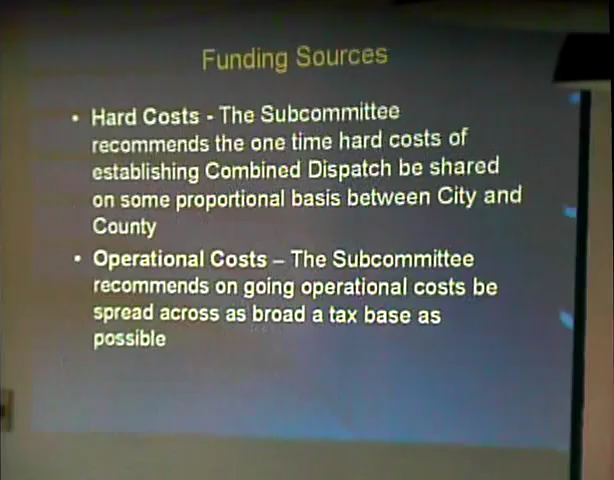 Funding Sources
• Hard Costs - The Subcommittee
recommends the one time hard costs of
establishing Combined Dispatch be shared
on some proportional basis between City and
County
• Operational Costs – The Subcommittee
recommends on going operational costs be
spread across as broad a tax base as
possible